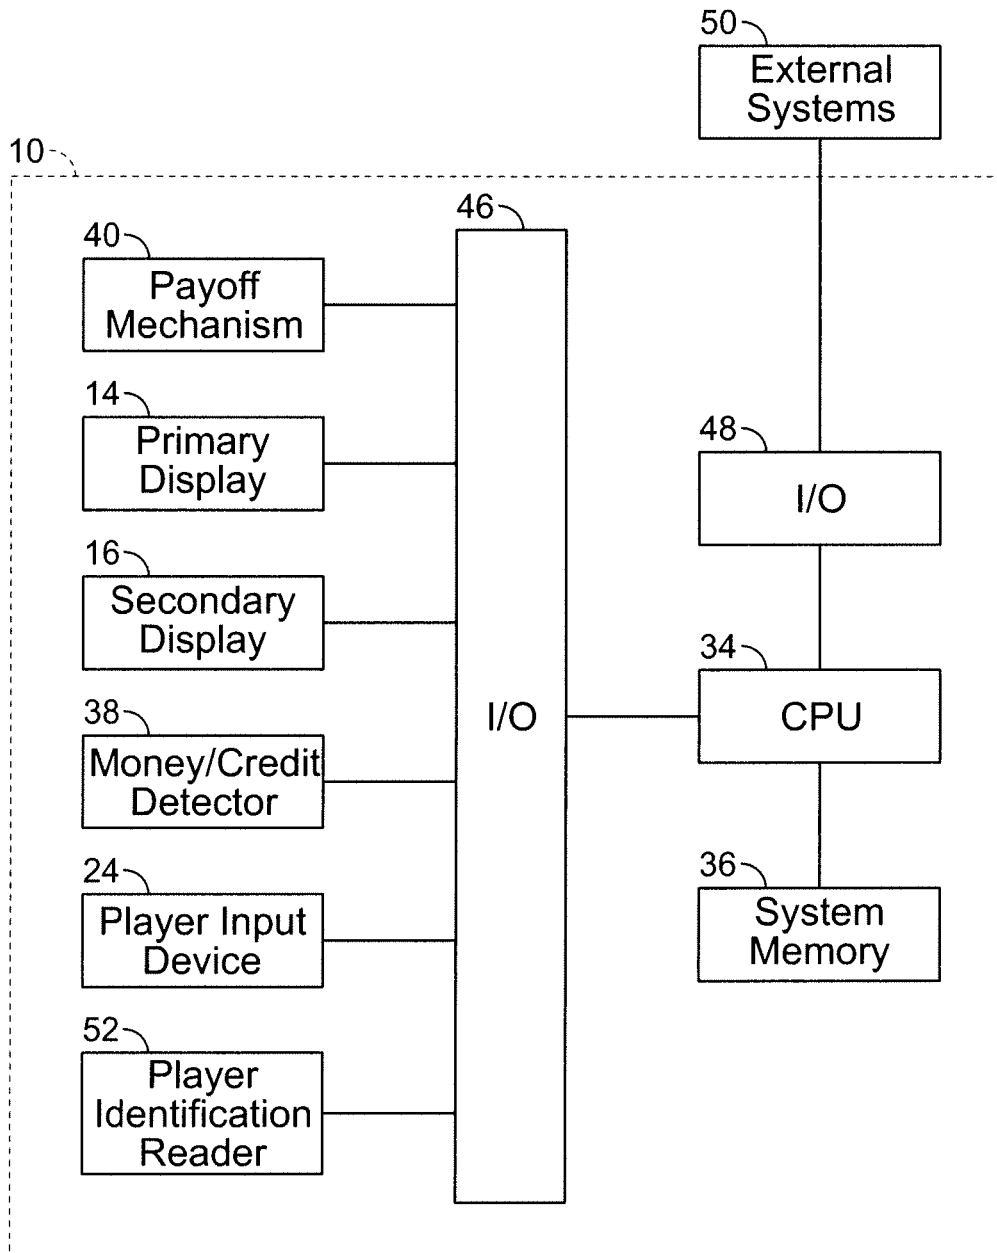 50
External
Systems
10
46
40
Payoff
Mechanism
14
Primary
Display
48
I/O
16
Secondary
Display
34
CPU
38
Money/Credit
Detector
I/O
24
Player Input
Device
36
System
Memory
52
Player
Identification
Reader